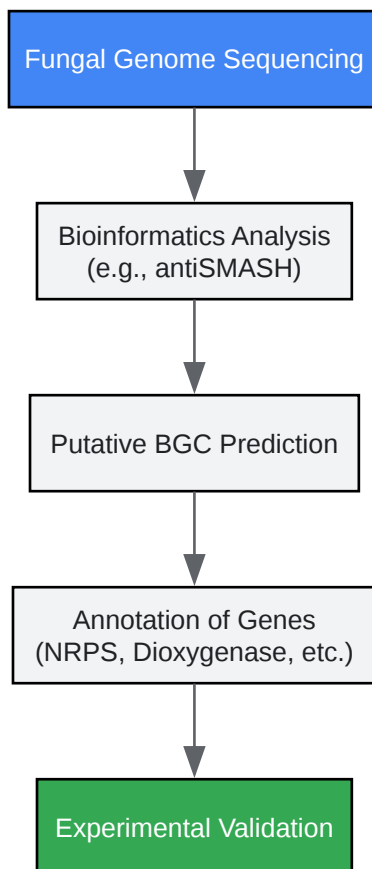 Fungal Genome Sequencing
Bioinformatics Analysis
(e.g., antiSMASH)
Putative BGC Prediction
Annotation of Genes
(NRPS, Dioxygenase, etc.)
Experimental Validation